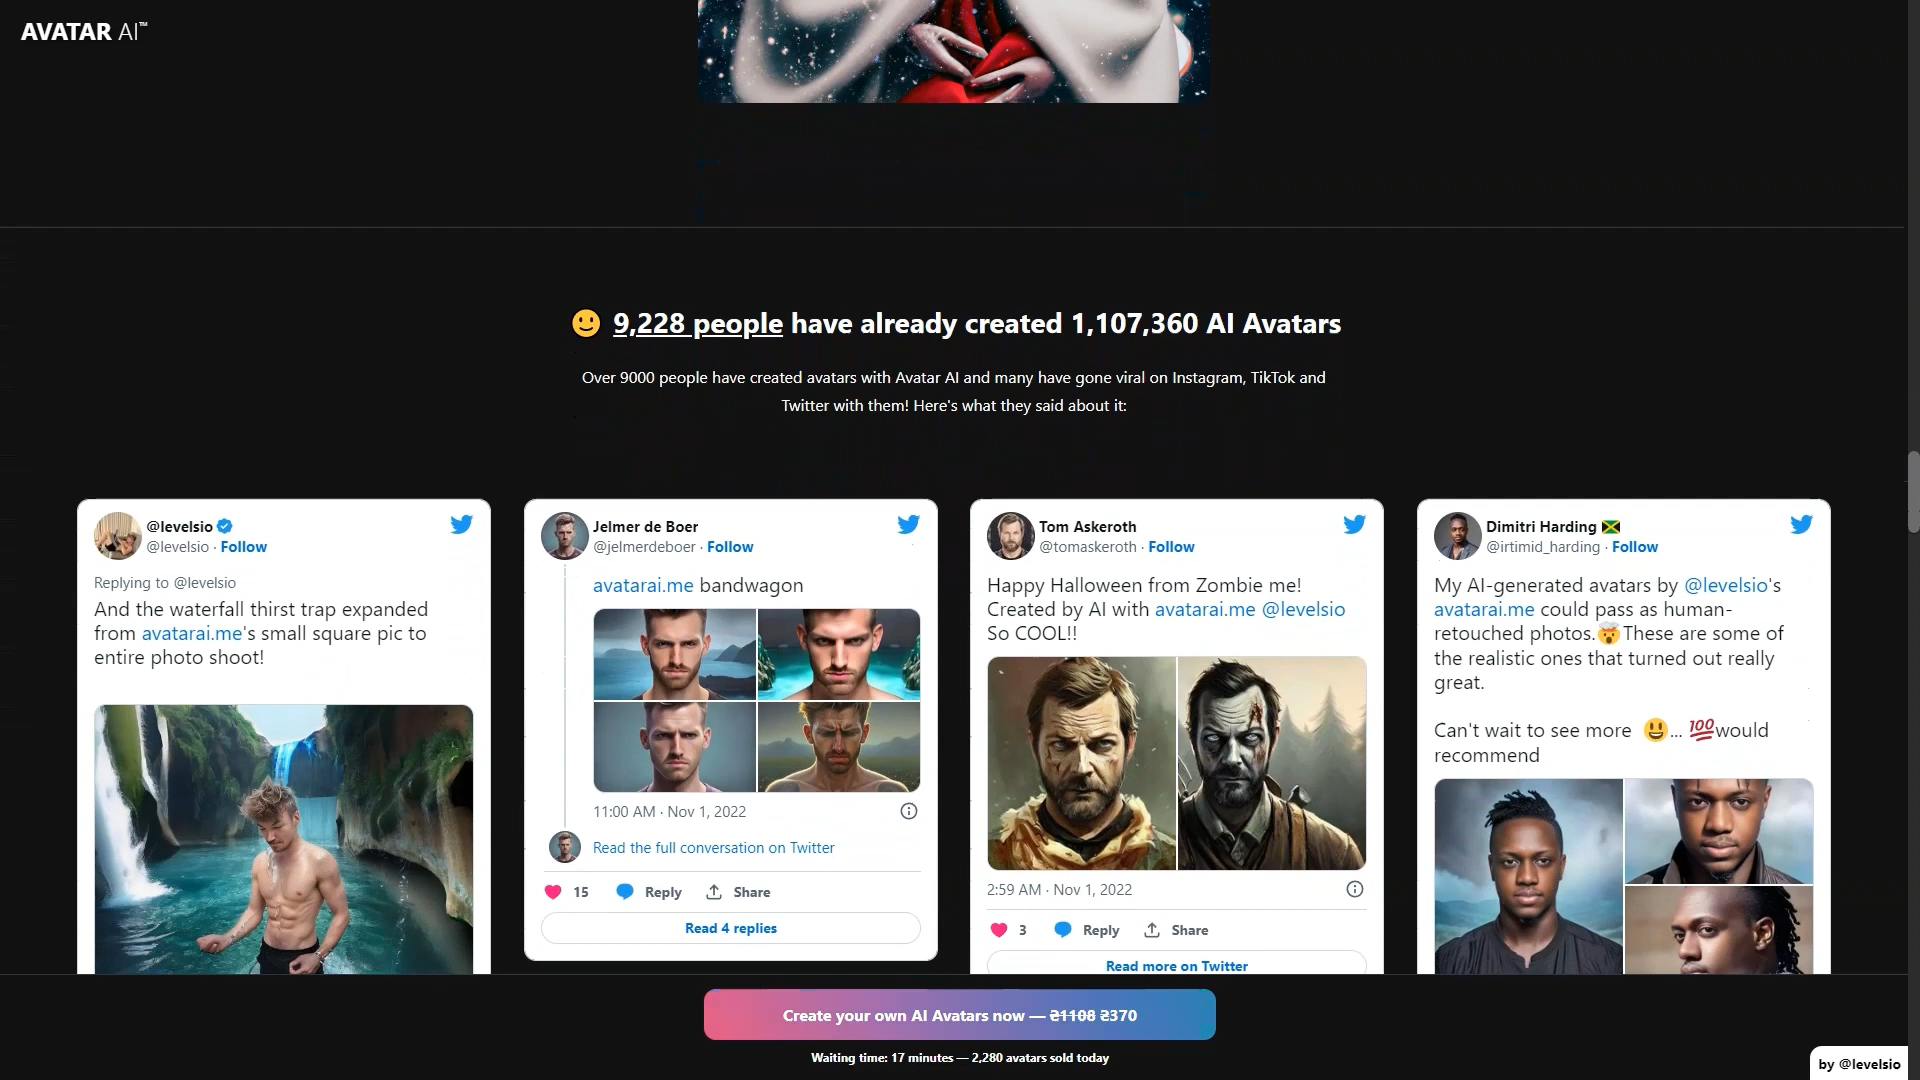 AVATAR AI™
🙂 9,228 people have already created 1,107,360 AI Avatars
Over 9000 people have created avatars with Avatar AI and many have gone viral on Instagram, TikTok and
Twitter with them! Here's what they said about it:
@levelsio
@levelsio · Follow
Replying to @levelsio
And the waterfall thirst trap expanded
from avatarai.me's small square pic to
entire photo shoot!
Jelmer de Boer
@jelmerdeboer · Follow
avatarai.me bandwagon
11:00 AM · Nov 1, 2022
Read the full conversation on Twitter
15 Reply Share
Read 4 replies
Tom Askeroth
@tomaskeroth · Follow
Happy Halloween from Zombie me!
Created by AI with avatarai.me @levelsio
So COOL!!
2:59 AM · Nov 1, 2022
3 Reply Share
Read more on Twitter
Dimitri Harding 🇯🇲
@irtimid_harding · Follow
My AI-generated avatars by @levelsio's
avatarai.me could pass as human-
retouched photos.🤯These are some of
the realistic ones that turned out really
great.
Can't wait to see more 😃... 💯would
recommend
Create your own AI Avatars now — ₴1108 ₴370
Waiting time: 17 minutes — 2,280 avatars sold today
by @levelsio